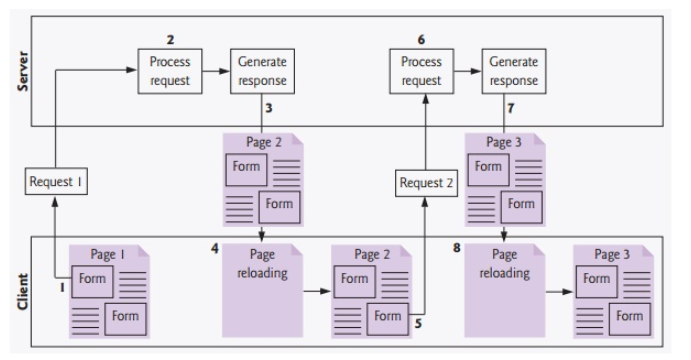 Server
2
Process
request
Generate
response
3
6
Process
request
Generate
response
7
Page 2
Form
Form
Page 3
Form
Form
Request 1
Request 2
Client
Page 1
Form
1
Form
4
Page
reloading
Page 2
Form
Form
5
8
Page
reloading
Page 3
Form
Form